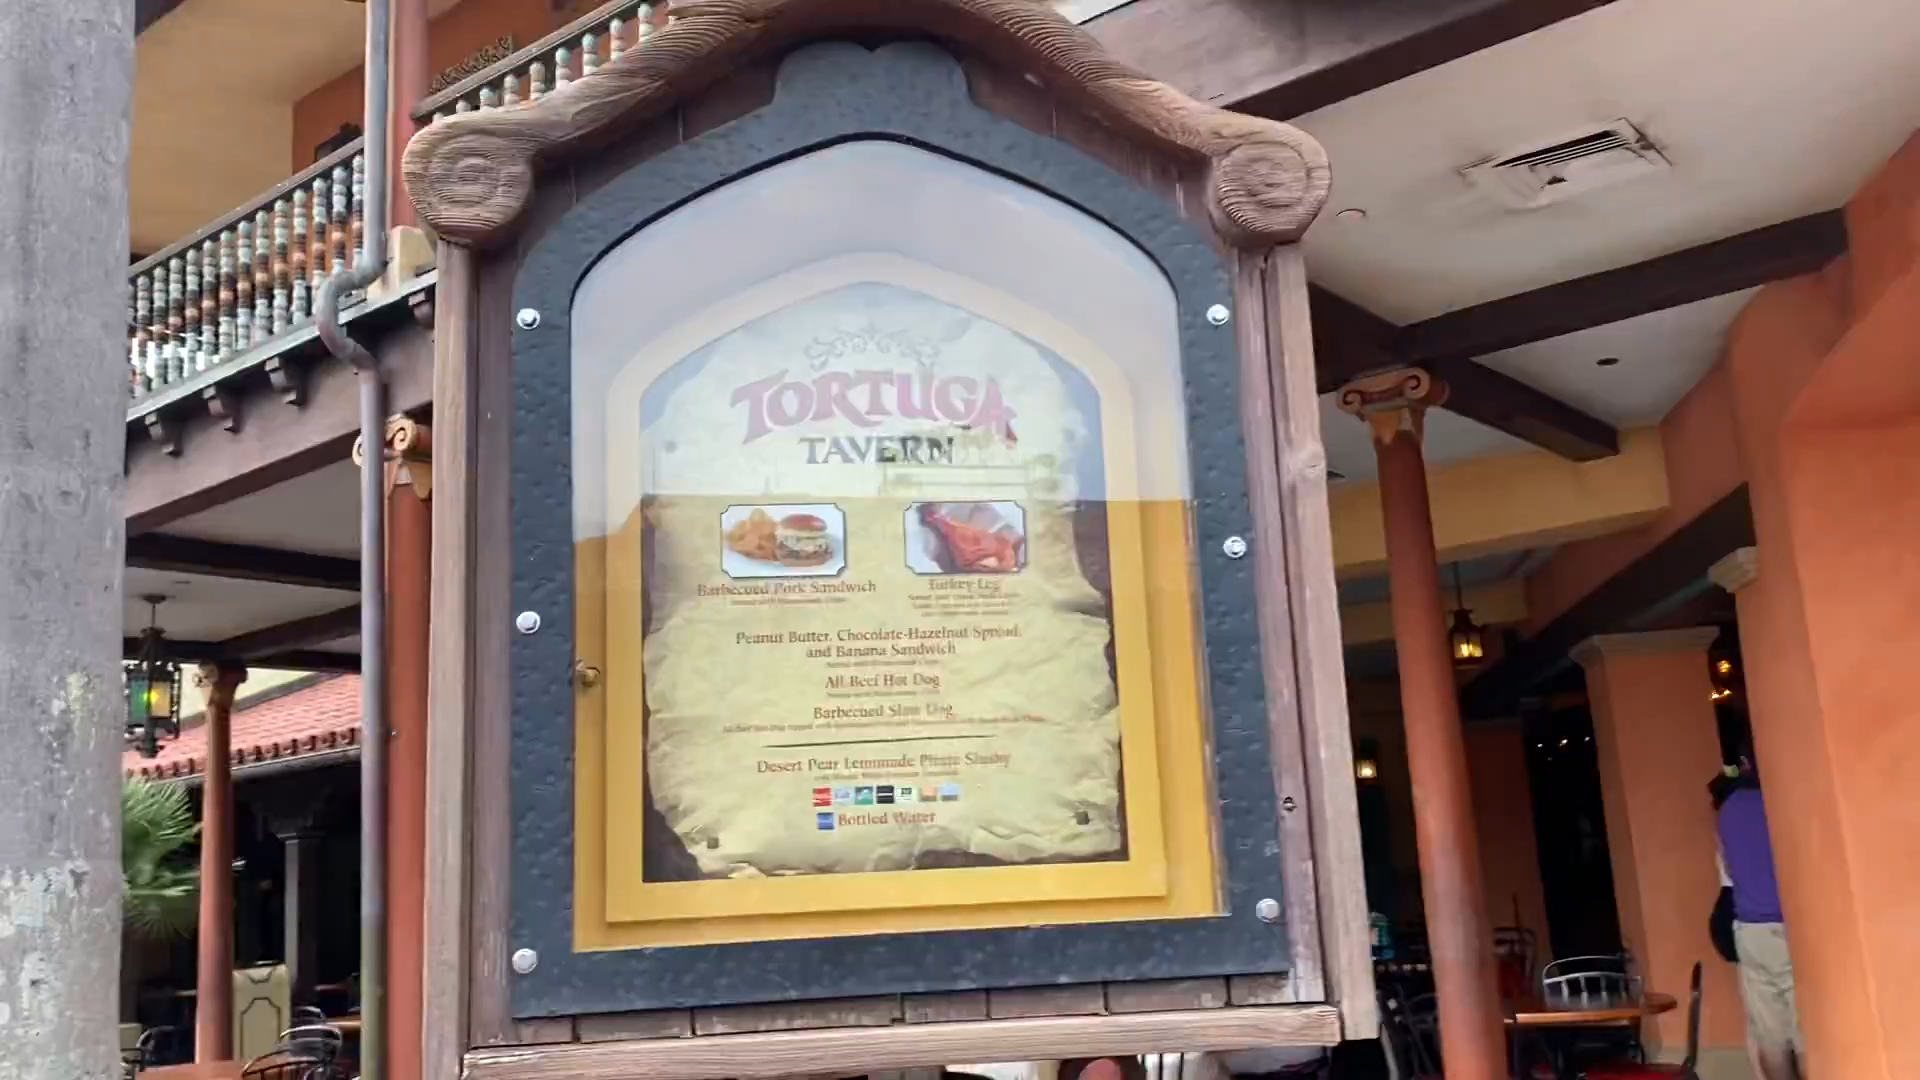 TORTUGA
TAVERN
Barbecued Pork Sandwich
Turkey Leg
Peanut Butter, Chocolate-Hazelnut Spread,
and Banana Sandwich
All-Beef Hot Dog
Barbecued Slaw Dog
Desert Pear Lemonade Pirate Slushy
Bottled Water